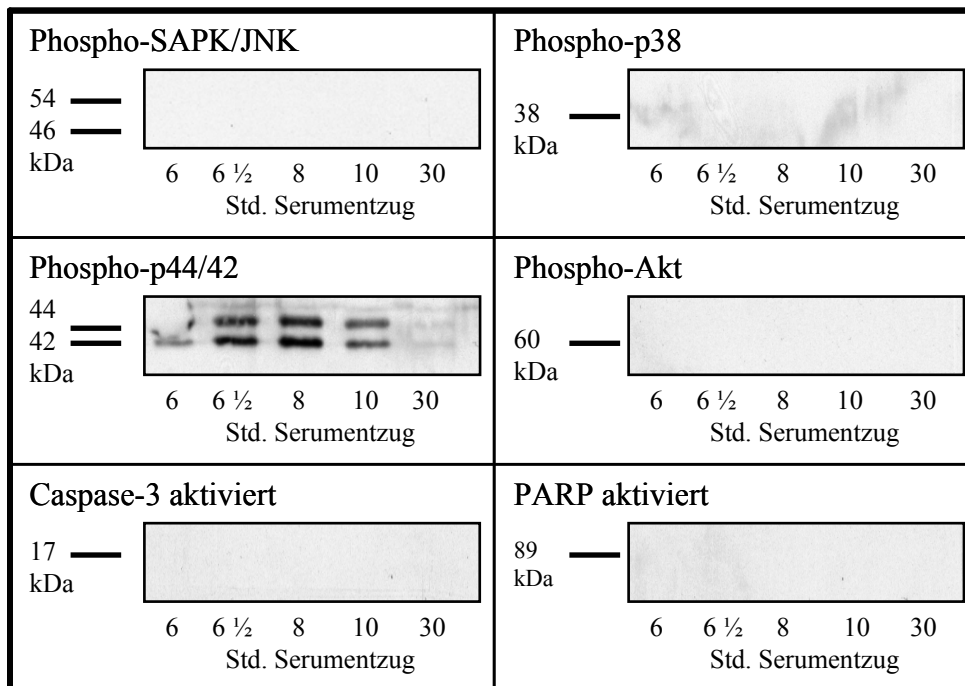 Phospho-SAPK/JNK
54
46
kDa
6 6 ½ 8 10 30
Std. Serumentzug
Phospho-p38
38
kDa
6 6 ½ 8 10 30
Std. Serumentzug
Phospho-p44/42
44
42
kDa
6 6 ½ 8 10 30
Std. Serumentzug
Phospho-Akt
60
kDa
6 6 ½ 8 10 30
Std. Serumentzug
Caspase-3 aktiviert
17
kDa
6 6 ½ 8 10 30
Std. Serumentzug
PARP aktiviert
89
kDa
6 6 ½ 8 10 30
Std. Serumentzug